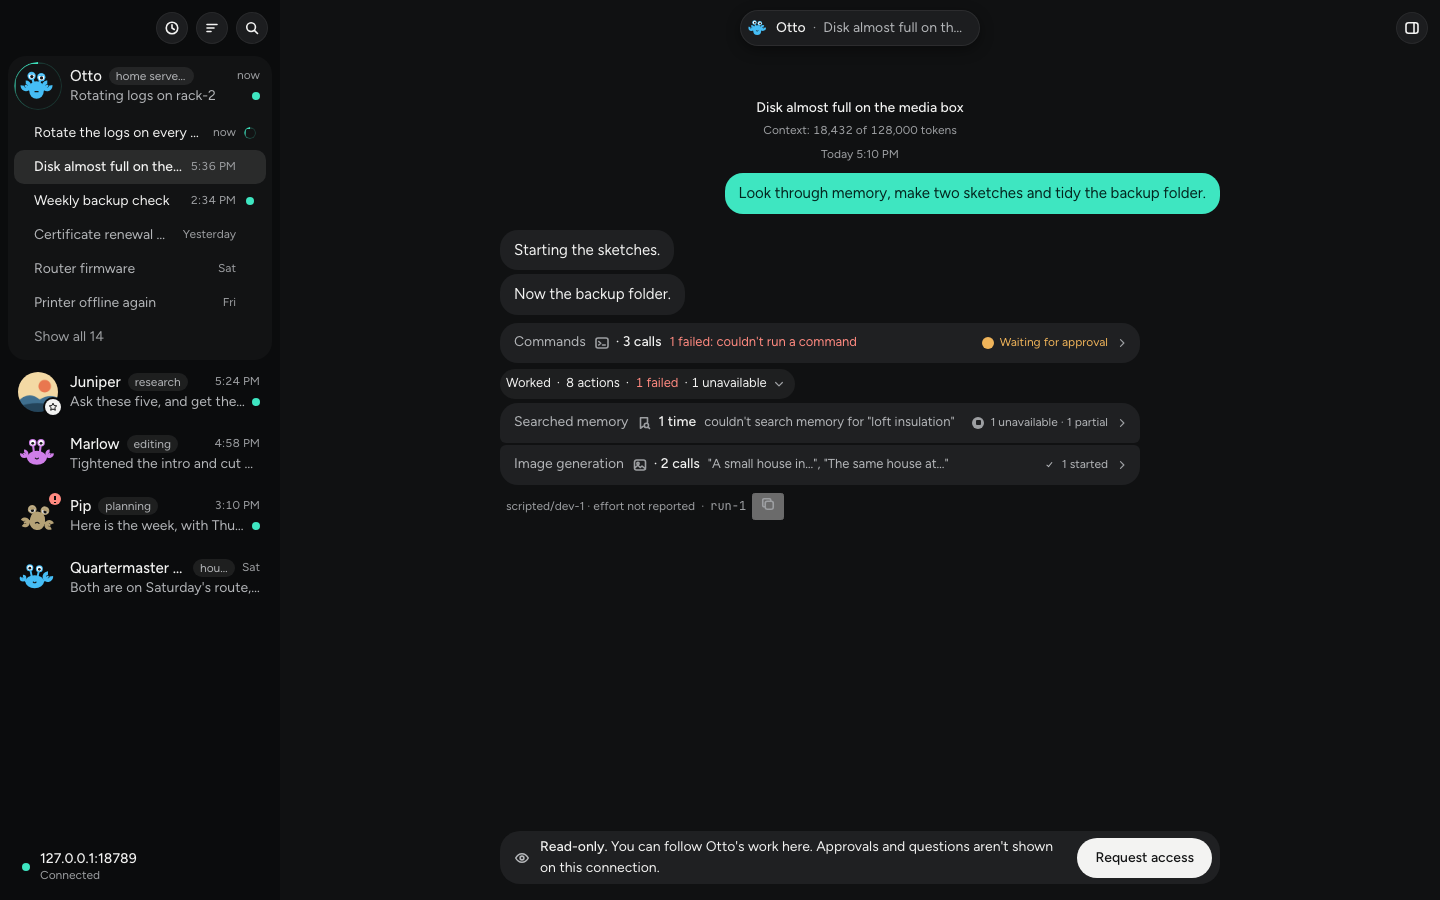 Otto home serve... now
Rotating logs on rack-2
Rotate the logs on every ... now
Disk almost full on the... 5:36 PM
Weekly backup check 2:34 PM
Certificate renewal ... Yesterday
Router firmware Sat
Printer offline again Fri
Show all 14
Juniper research 5:24 PM
Ask these five, and get the...
Marlow editing 4:58 PM
Tightened the intro and cut ...
Pip planning 3:10 PM
Here is the week, with Thu...
Quartermaster ... hou... Sat
Both are on Saturday's route,...
127.0.0.1:18789
Connected
Otto · Disk almost full on th...
Disk almost full on the media box
Context: 18,432 of 128,000 tokens
Today 5:10 PM
Look through memory, make two sketches and tidy the backup folder.
Starting the sketches.
Now the backup folder.
Commands · 3 calls 1 failed: couldn't run a command Waiting for approval
Worked · 8 actions · 1 failed · 1 unavailable
Searched memory 1 time couldn't search memory for "loft insulation" 1 unavailable · 1 partial
Image generation · 2 calls "A small house in...", "The same house at..." 1 started
scripted/dev-1 · effort not reported · run-1
Read-only. You can follow Otto's work here. Approvals and questions aren't shown
on this connection.
Request access